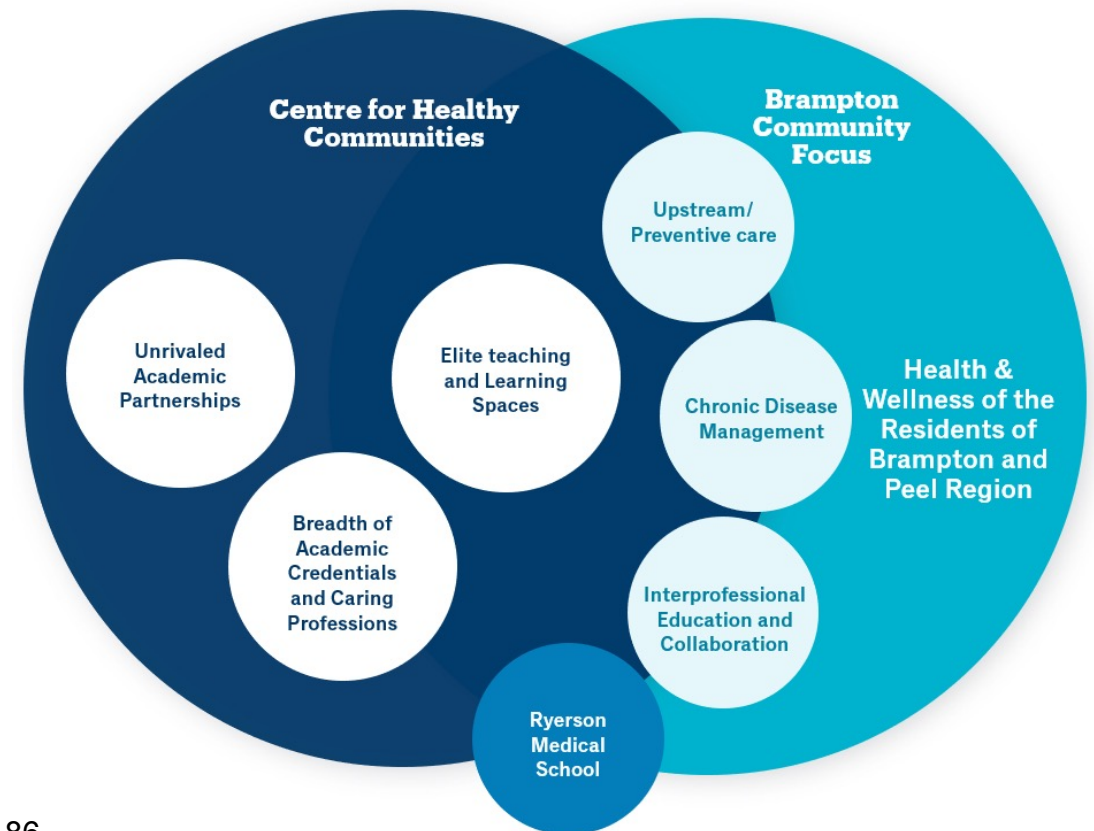 Centre for Healthy
Communities
Brampton
Community
Focus
Upstream/
Preventive care
Unrivaled
Academic
Partnerships
Elite teaching
and Learning
Spaces
Chronic Disease
Management
Health &
Wellness of the
Residents of
Brampton and
Peel Region
Breadth of
Academic
Credentials
and Caring
Professions
Interprofessional
Education and
Collaboration
Ryerson
Medical
School
86